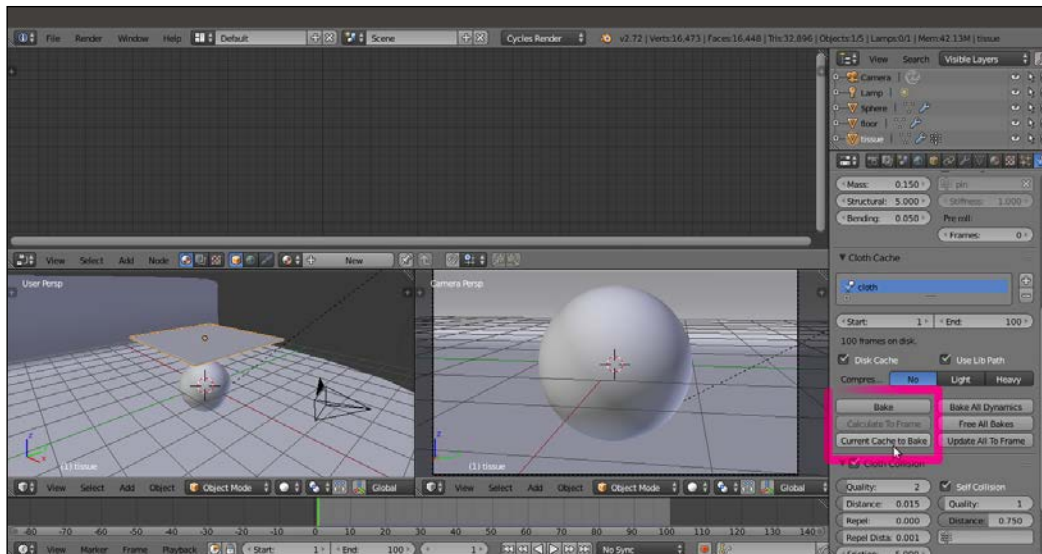 File Render Window Help Default Scene Cycles Render v2.72 | Verts:16,473 | Faces:16,448 | Tris:32,896 | Objects:1/5 | Lamps:0/1 | Mem:42.13M | tissue
View Search Visible Layers
Camera
Lamp
Sphere
floor
tissue
Mass: 0.150 pin
Structural: 5.000 Stiffness: 1.000
Bending: 0.050 Pre roll:
Frames: 0
Cloth Cache
cloth
Start: 1 End: 100
100 frames on disk.
Disk Cache Use Lib Path
Compres... No Light Heavy
Bake Bake All Dynamics
Calculate To Frame Free All Bakes
Current Cache to Bake Update All To Frame
Cloth Collision
Quality: 2 Self Collision
Distance: 0.015 Quality: 1
Repel: 0.000 Distance: 0.750
Repel Dista: 0.001
Friction: 5.000
View Select Add Node New
User Persp
z
x
(1) tissue
Camera Persp
z
(1) tissue
View Select Add Object Object Mode Global
View Select Add Object Object Mode Global
-80 -70 -60 -50 -40 -30 -20 -10 0 10 20 30 40 50 60 70 80 90 100 110 120 130 140
View Marker Frame Playback Start: 1 End: 100 1 No Sync